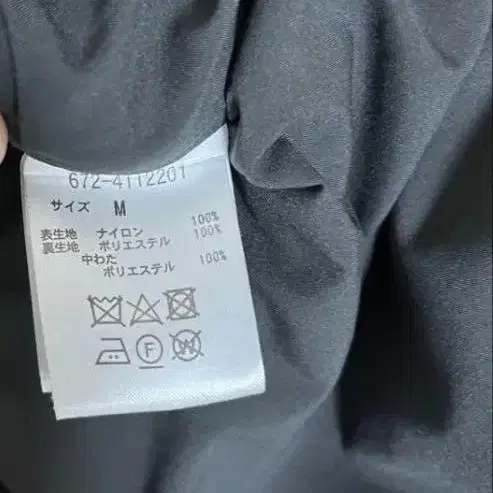 672-4112201
サイズ M
表生地 ナイロン 100%
裏生地 ポリエステル 100%
中わた
ポリエステル 100%
F
W